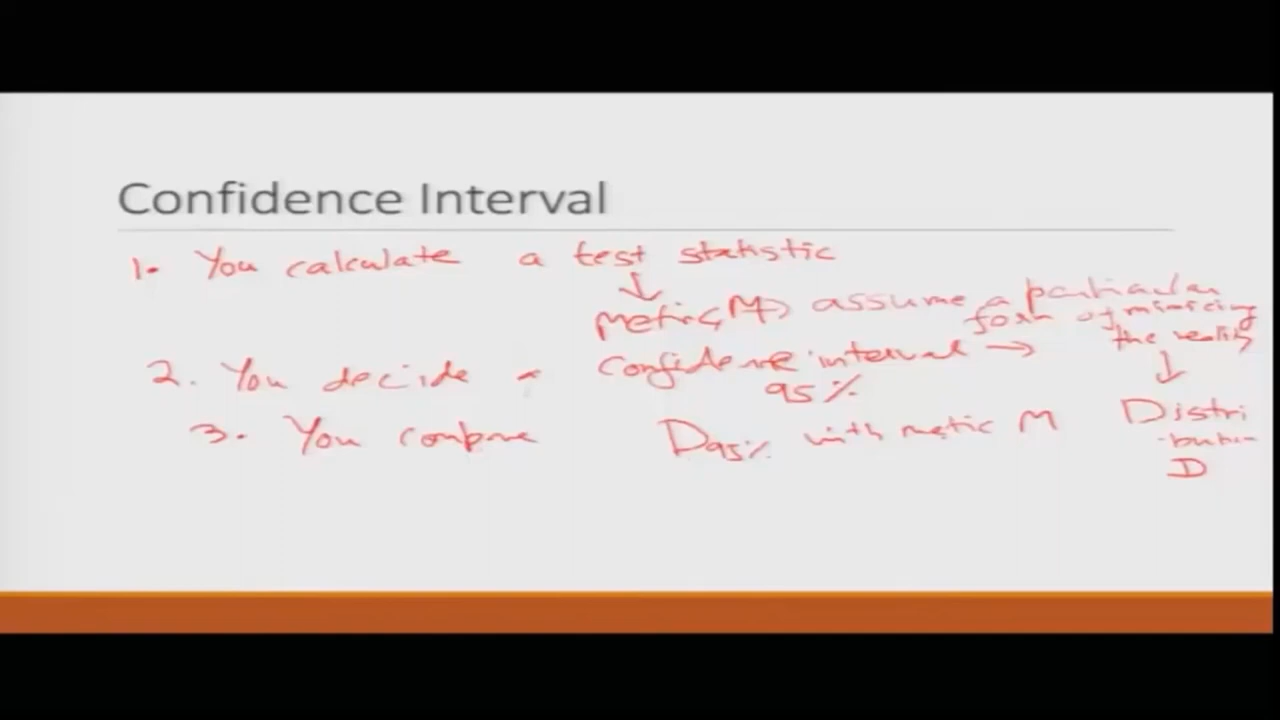 Confidence Interval
1. You calculate a test statistic
↓
Metric(M) assume a particular
form of mimicing
the reality
2. You decide a confidence interval →
95%
↓
Distri
-bution
D
3. You compare D95% with metric M